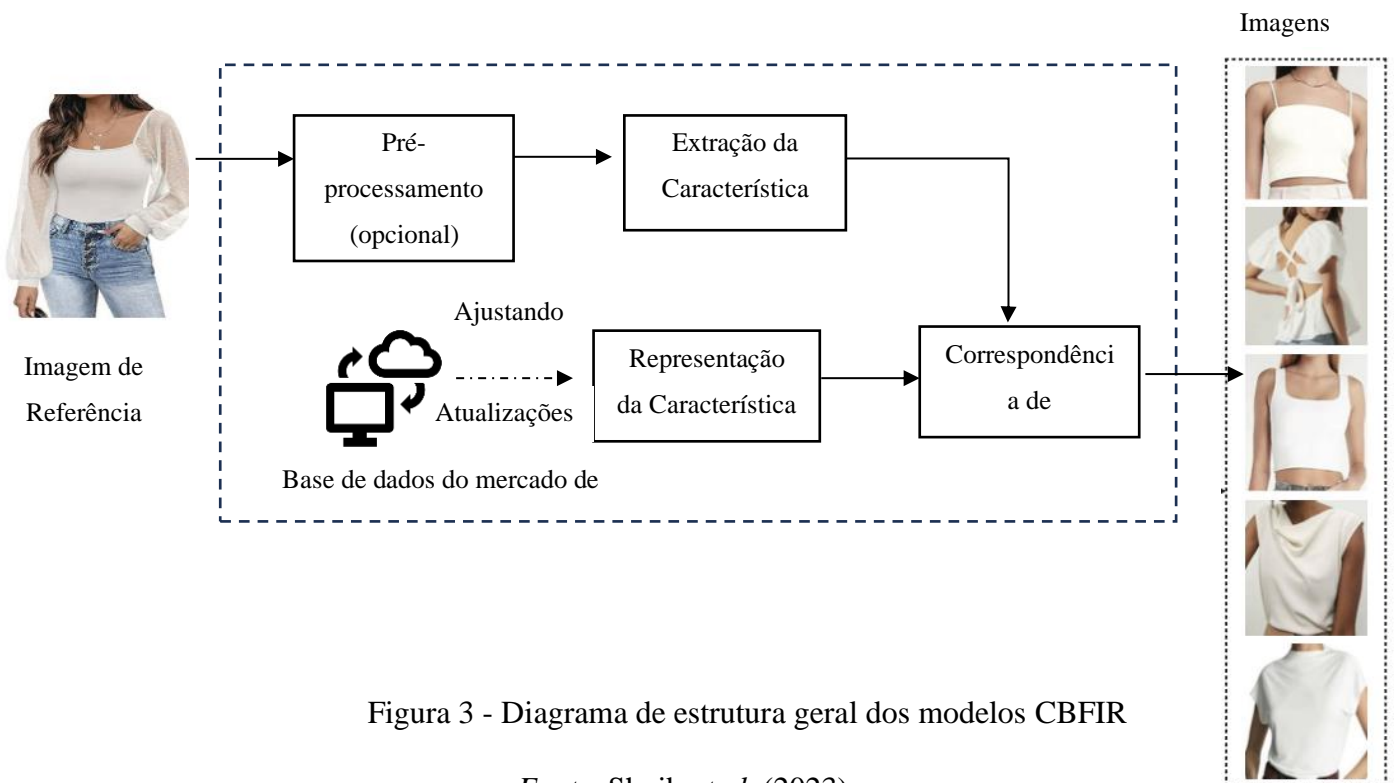 Imagens
Pré-
processamento
(opcional)
Extração da
Característica
Imagem de
Referência
Ajustando
Atualizações
Base de dados do mercado de
Representação
da Característica
Correspondênci
a de
Figura 3 - Diagrama de estrutura geral dos modelos CBFIR